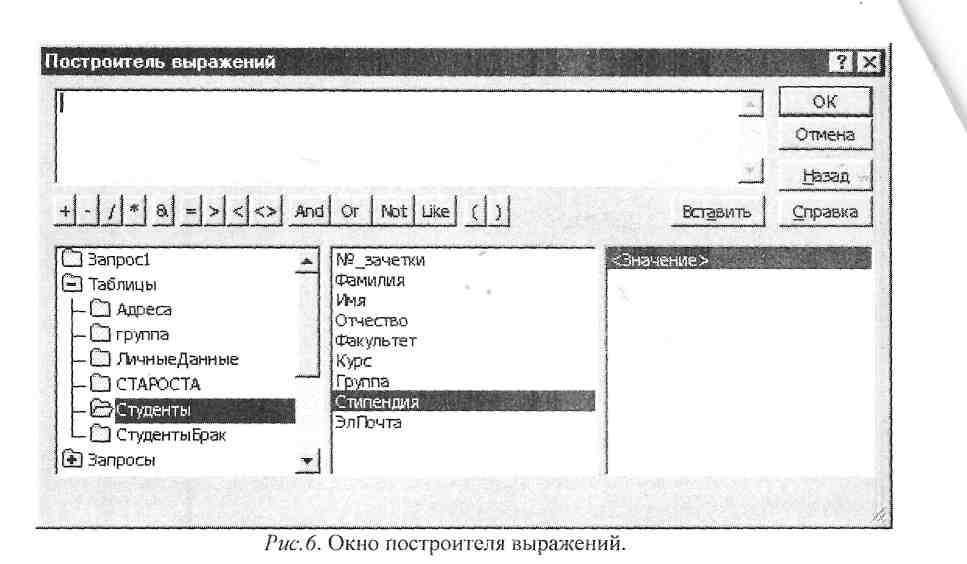 Построитель выражений
ОК
Отмена
Назад
+ - / * & = > < <> And Or Not Like ( ) Вставить Справка
Запрос1
Таблицы
Адреса
группа
ЛичныеДанные
СТАРОСТА
Студенты
СтудентыБрак
Запросы
№_зачетки
Фамилия
Имя
Отчество
Факультет
Курс
Группа
Стипендия
ЭлПочта
<Значение>
Рис.6. Окно построителя выражений.